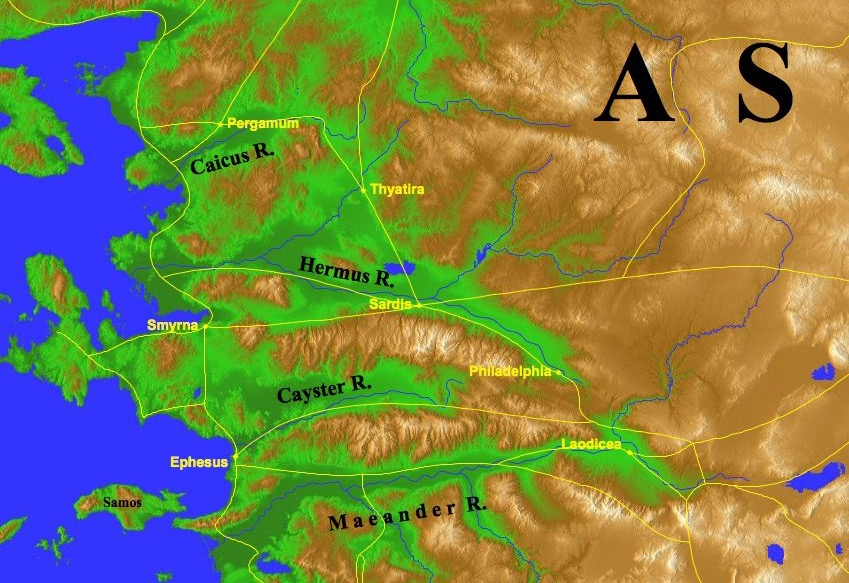 A S
Pergamum
Caicus R.
Thyatira
Hermus R.
Sardis
Smyrna
Philadelphia
Cayster R.
Laodicea
Ephesus
Samos
Maeander R.